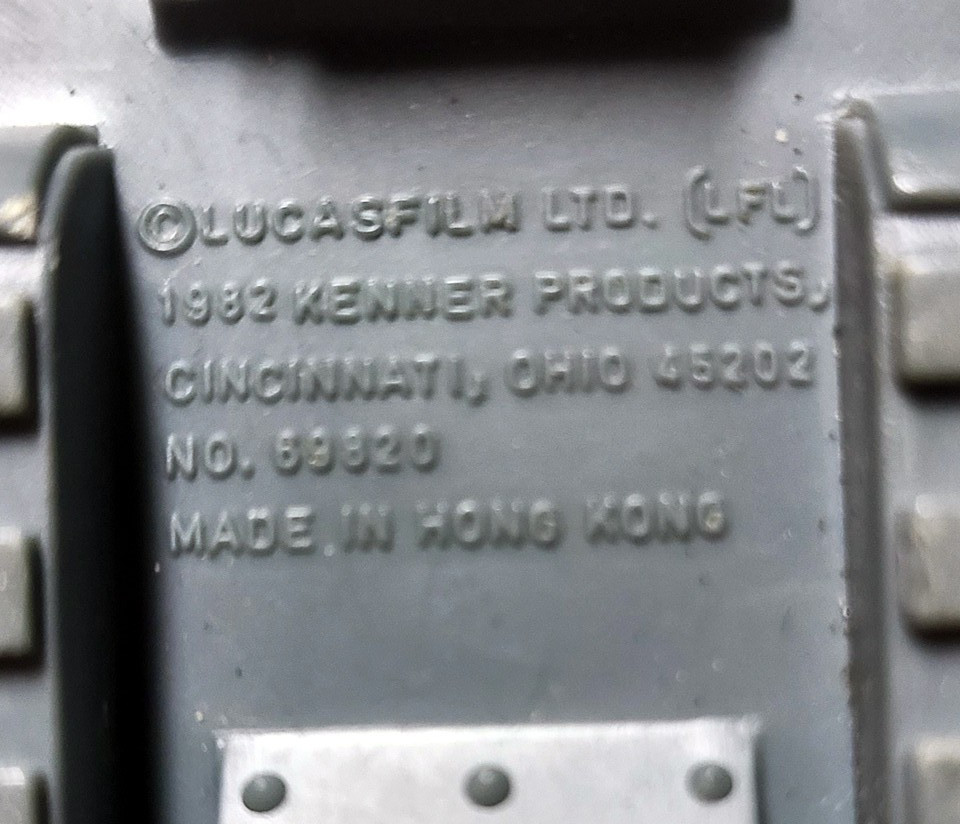 ©LUCASFILM LTD. (LFL)
1982 KENNER PRODUCTS,
CINCINNATI, OHIO 45202
NO. 69820
MADE IN HONG KONG